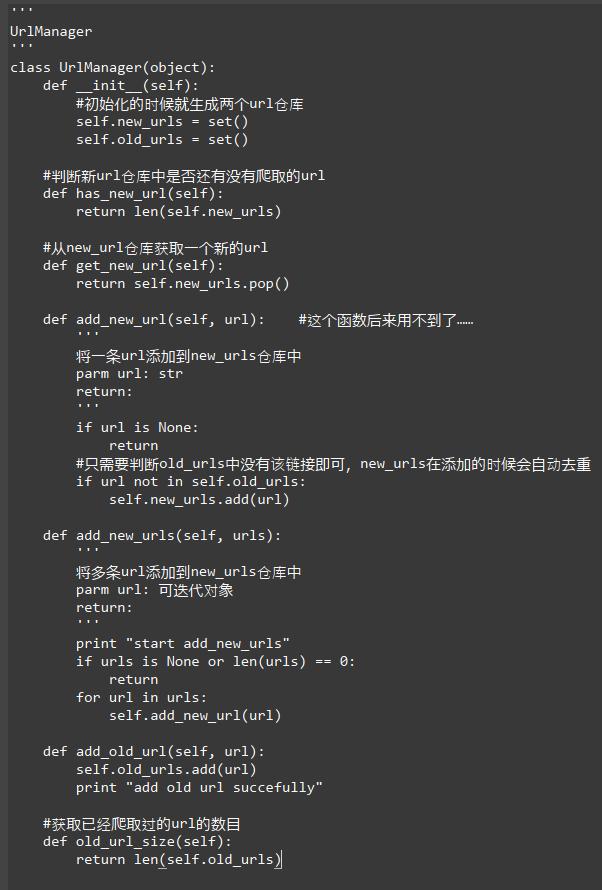 '''
UrlManager
'''
class UrlManager(object):
    def __init__(self):
        #初始化的时候就生成两个url仓库
        self.new_urls = set()
        self.old_urls = set()

    #判断新url仓库中是否还有没有爬取的url
    def has_new_url(self):
        return len(self.new_urls)

    #从new_url仓库获取一个新的url
    def get_new_url(self):
        return self.new_urls.pop()

    def add_new_url(self, url):    #这个函数后来用不到了……
        '''
        将一条url添加到new_urls仓库中
        parm url: str
        return:
        '''
        if url is None:
            return
        #只需要判断old_urls中没有该链接即可，new_urls在添加的时候会自动去重
        if url not in self.old_urls:
            self.new_urls.add(url)

    def add_new_urls(self, urls):
        '''
        将多条url添加到new_urls仓库中
        parm url: 可迭代对象
        return:
        '''
        print "start add_new_urls"
        if urls is None or len(urls) == 0:
            return
        for url in urls:
            self.add_new_url(url)

    def add_old_url(self, url):
        self.old_urls.add(url)
        print "add old url succefully"

    #获取已经爬取过的url的数目
    def old_url_size(self):
        return len(self.old_urls)